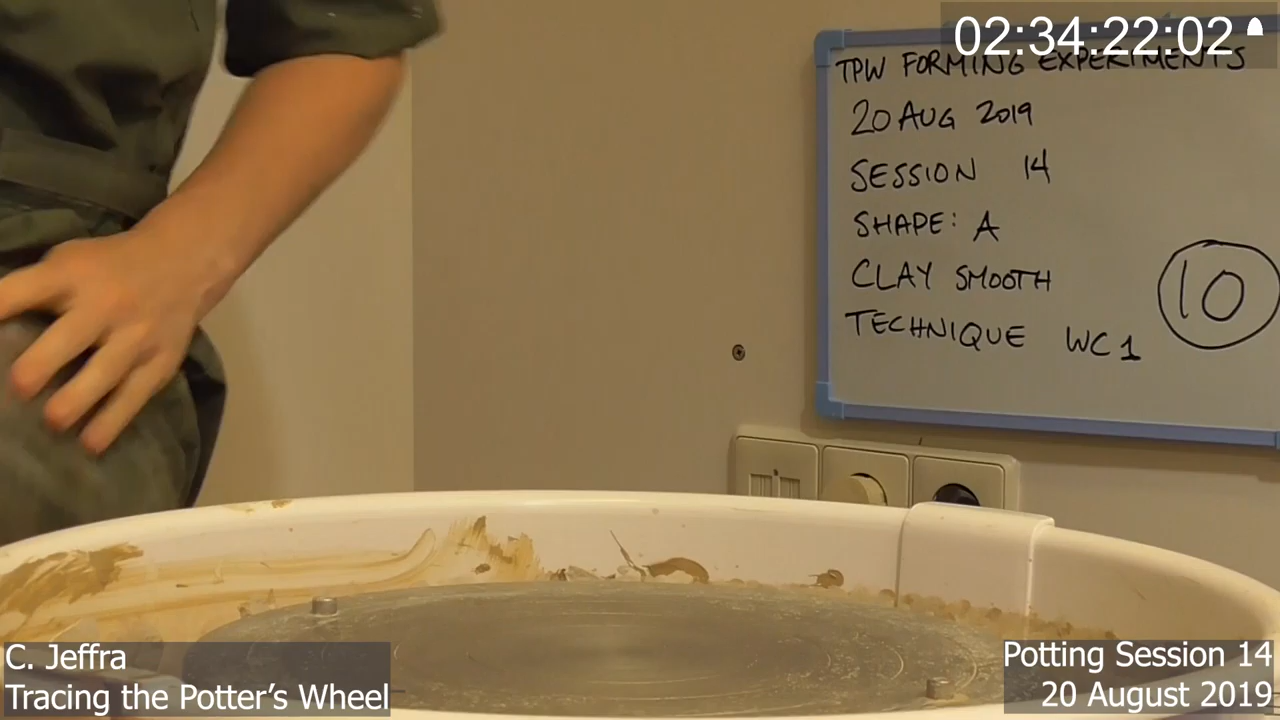 02:34:22:02
TPW FORMING EXPERIMENTS
20 AUG 2019
SESSION 14
SHAPE: A
CLAY SMOOTH
10
TECHNIQUE WC1
C. Jeffra
Tracing the Potter's Wheel
Potting Session 14
20 August 2019